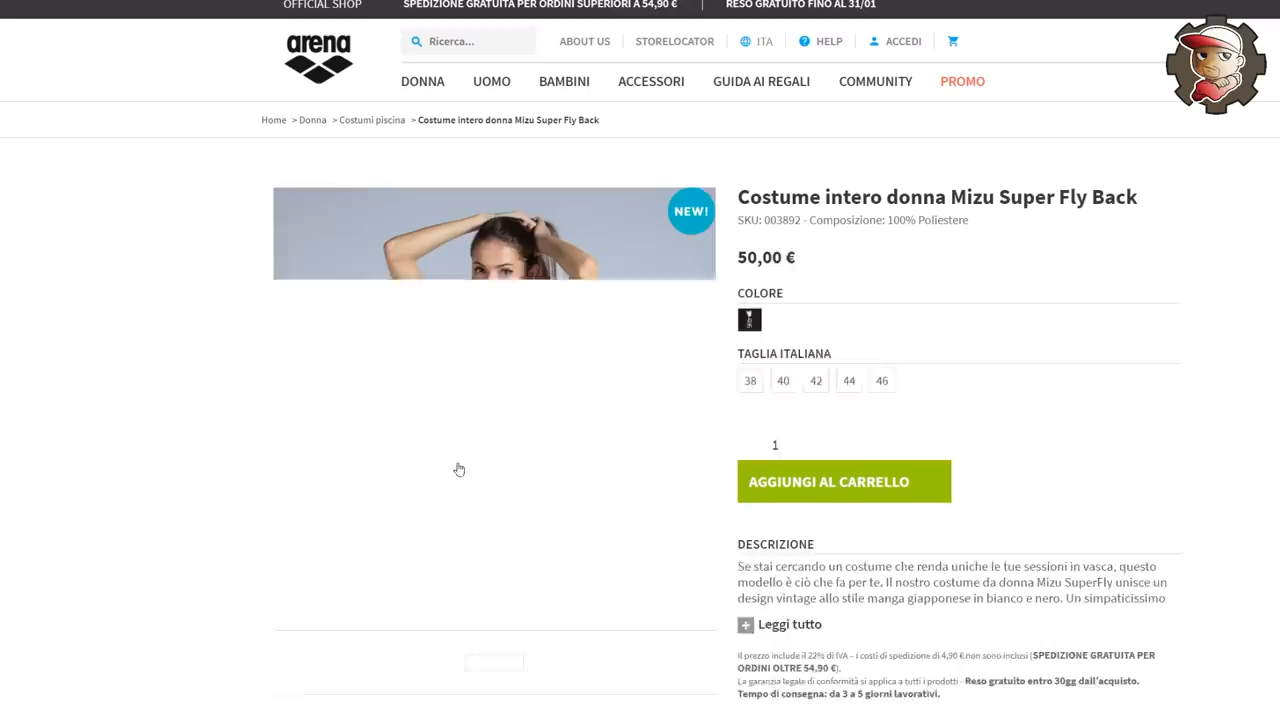 OFFICIAL SHOP
SPEDIZIONE GRATUITA PER ORDINI SUPERIORI A 54,90 € | RESO GRATUITO FINO AL 31/01
arena
Ricerca...
ABOUT US
STORELOCATOR
ITA
HELP
ACCEDI
DONNA
UOMO
BAMBINI
ACCESSORI
GUIDA AI REGALI
COMMUNITY
PROMO
Home > Donna > Costumi piscina > Costume intero donna Mizu Super Fly Back
NEW!
Costume intero donna Mizu Super Fly Back
SKU: 003892 - Composizione: 100% Poliestere
50,00 €
COLORE
TAGLIA ITALIANA
38 40 42 44 46
1
AGGIUNGI AL CARRELLO
DESCRIZIONE
Se stai cercando un costume che renda uniche le tue sessioni in vasca, questo
modello è ciò che fa per te. Il nostro costume da donna Mizu SuperFly unisce un
design vintage allo stile manga giapponese in bianco e nero. Un simpaticissimo
+ Leggi tutto
Il prezzo include il 22% di IVA - i costi di spedizione di 4,90 € non sono inclusi (SPEDIZIONE GRATUITA PER
ORDINI OLTRE 54,90 €).
La garanzia legale di conformità si applica a tutti i prodotti - Reso gratuito entro 30gg dall'acquisto.
Tempo di consegna: da 3 a 5 giorni lavorativi.